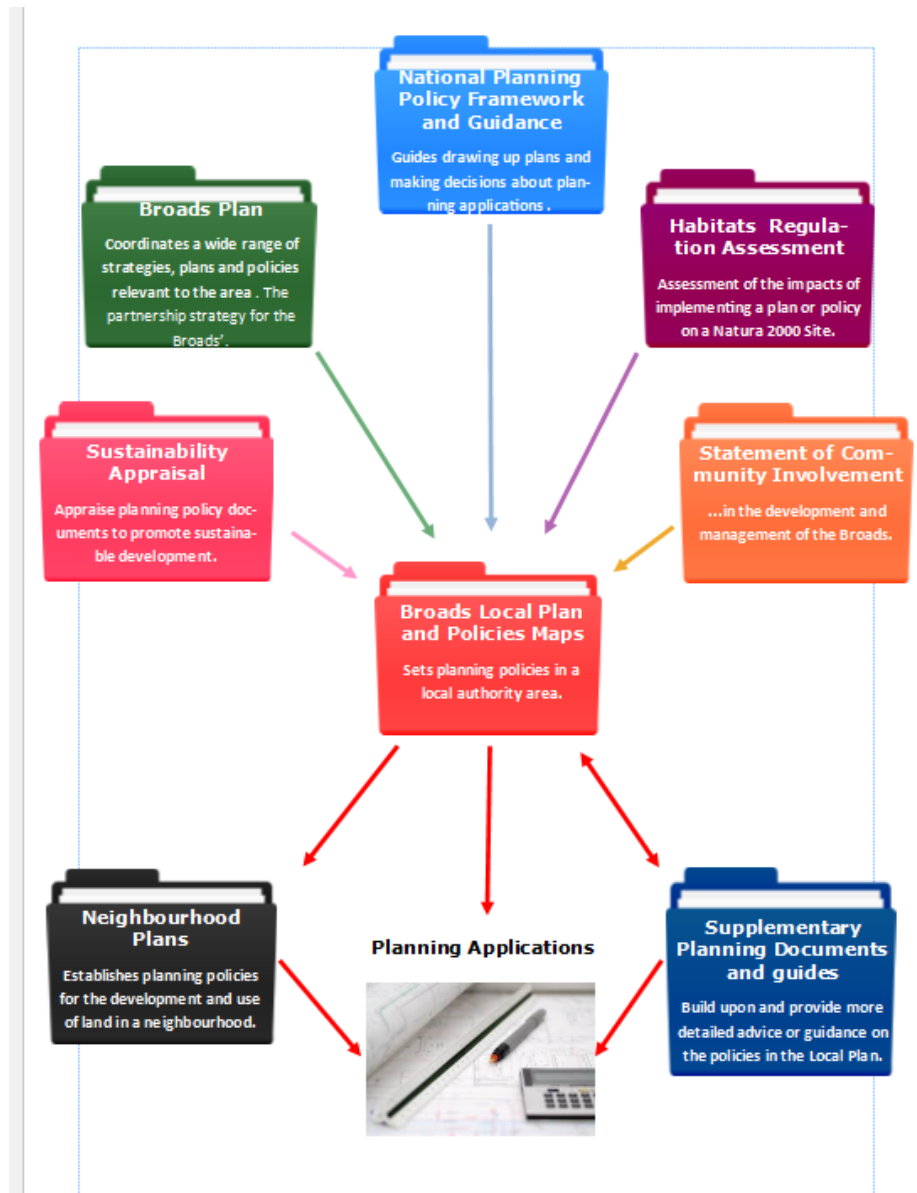 National Planning
Policy Framework
and Guidance
Guides drawing up plans and
making decisions about plan-
ning applications .
Broads Plan
Coordinates a wide range of
strategies, plans and policies
relevant to the area . The
partnership strategy for the
Broads’.
Habitats Regula-
tion Assessment
Assessment of the impacts of
implementing a plan or policy
on a Natura 2000 Site.
Sustainability
Appraisal
Appraise planning policy doc-
uments to promote sustaina-
ble development.
Statement of Com-
munity Involvement
...in the development and
management of the Broads.
Broads Local Plan
and Policies Maps
Sets planning policies in a
local authority area.
Neighbourhood
Plans
Establishes planning policies
for the development and use
of land in a neighbourhood.
Planning Applications
Supplementary
Planning Documents
and guides
Build upon and provide more
detailed advice or guidance on
the policies in the Local Plan.